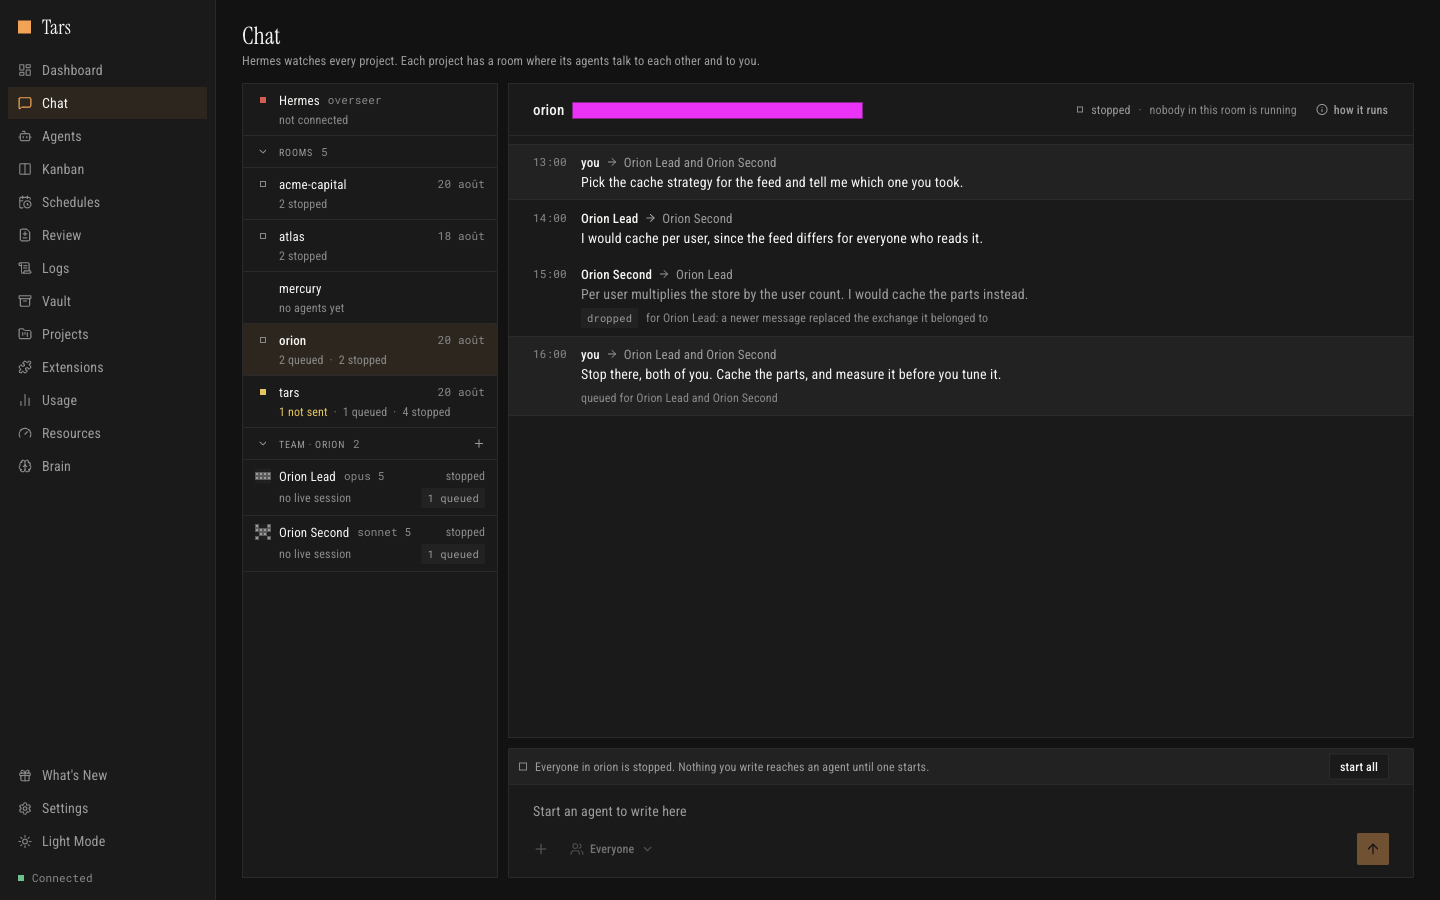 Tars
Dashboard
Chat
Agents
Kanban
Schedules
Review
Logs
Vault
Projects
Extensions
Usage
Resources
Brain
What's New
Settings
Light Mode
Connected
Chat
Hermes watches every project. Each project has a room where its agents talk to each other and to you.
Hermes overseer
not connected
ROOMS 5
acme-capital 20 août
2 stopped
atlas 18 août
2 stopped
mercury
no agents yet
orion 20 août
2 queued · 2 stopped
tars 20 août
1 not sent · 1 queued · 4 stopped
TEAM · ORION 2
Orion Lead opus 5 stopped
no live session 1 queued
Orion Second sonnet 5 stopped
no live session 1 queued
orion stopped · nobody in this room is running how it runs
13:00 you → Orion Lead and Orion Second
Pick the cache strategy for the feed and tell me which one you took.
14:00 Orion Lead → Orion Second
I would cache per user, since the feed differs for everyone who reads it.
15:00 Orion Second → Orion Lead
Per user multiplies the store by the user count. I would cache the parts instead.
dropped for Orion Lead: a newer message replaced the exchange it belonged to
16:00 you → Orion Lead and Orion Second
Stop there, both of you. Cache the parts, and measure it before you tune it.
queued for Orion Lead and Orion Second
Everyone in orion is stopped. Nothing you write reaches an agent until one starts. start all
Start an agent to write here
Everyone